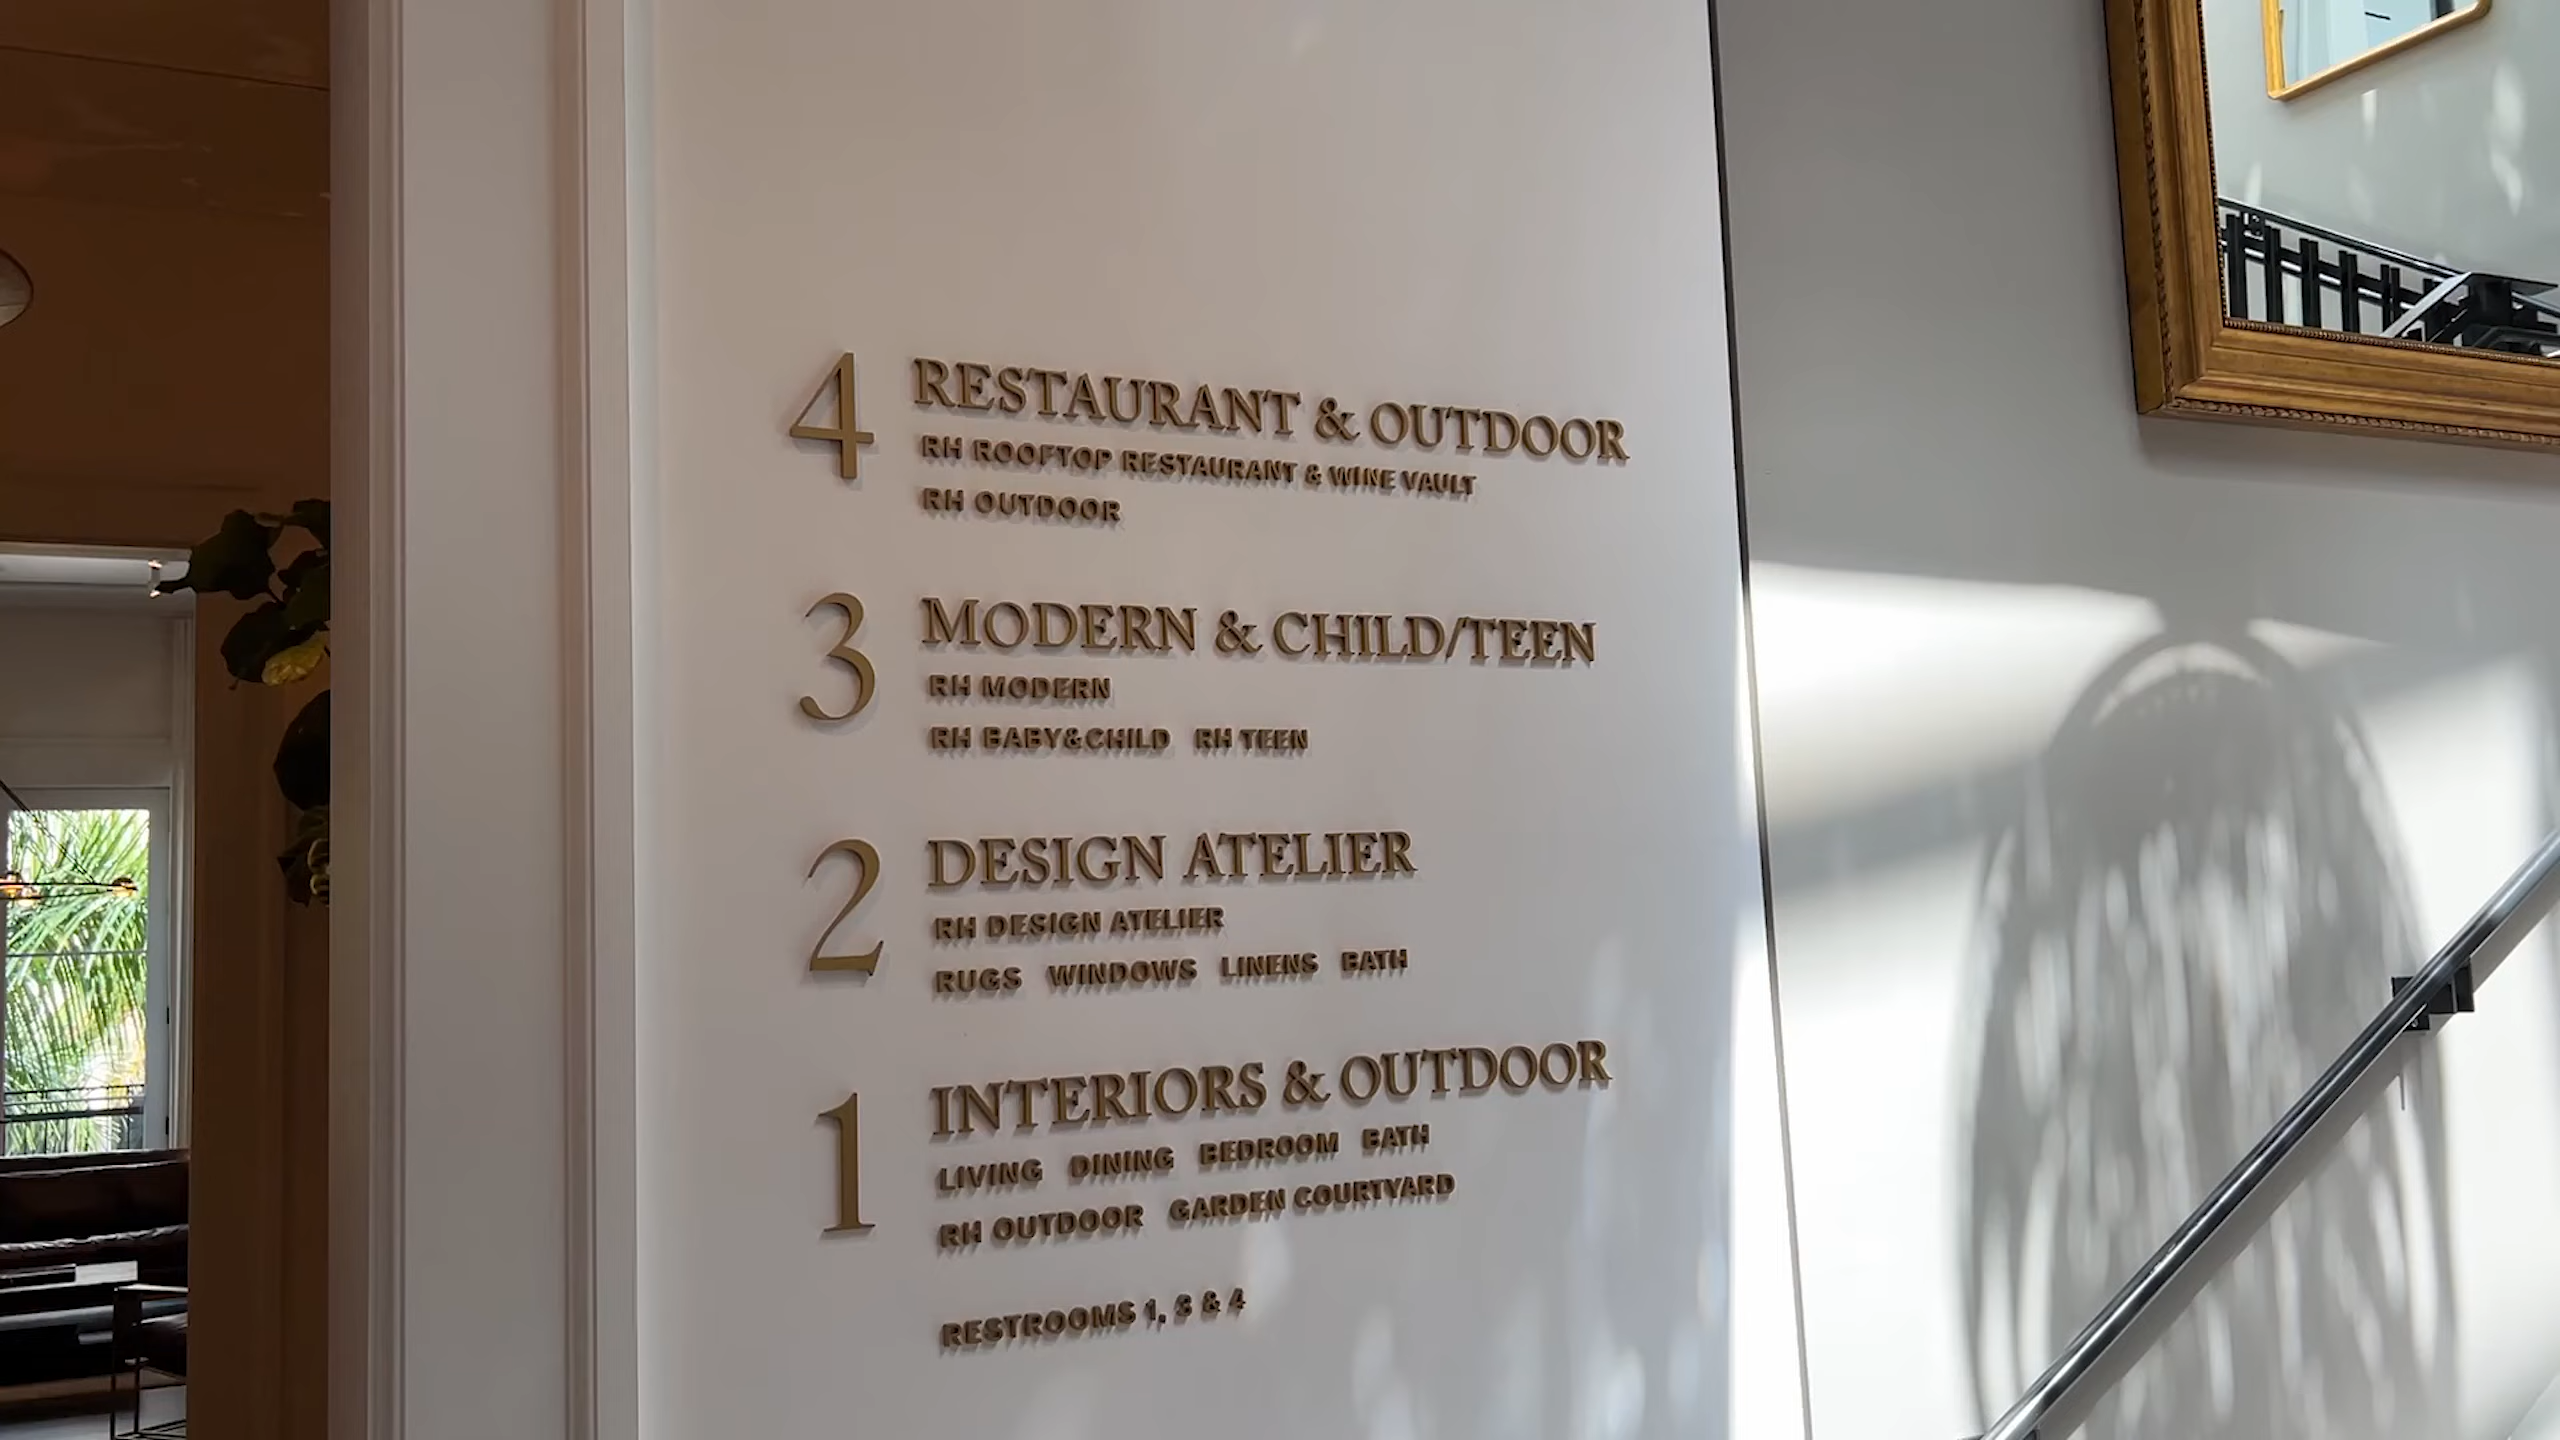 4 RESTAURANT & OUTDOOR
RH ROOFTOP RESTAURANT & WINE VAULT
RH OUTDOOR
3 MODERN & CHILD/TEEN
RH MODERN
RH BABY&CHILD RH TEEN
2 DESIGN ATELIER
RH DESIGN ATELIER
RUGS WINDOWS LINENS BATH
1 INTERIORS & OUTDOOR
LIVING DINING BEDROOM BATH
RH OUTDOOR GARDEN COURTYARD
RESTROOMS 1, 3 & 4